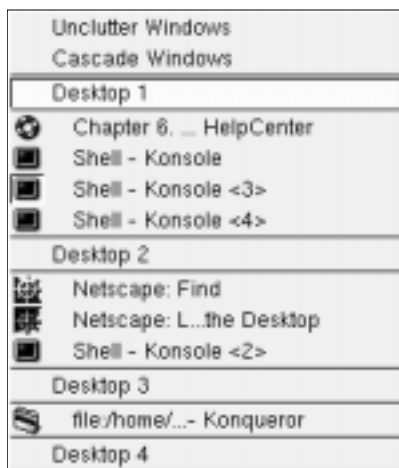 Unclutter Windows
Cascade Windows
Desktop 1
Chapter 6. ... HelpCenter
Shell - Konsole
Shell - Konsole <3>
Shell - Konsole <4>
Desktop 2
Netscape: Find
Netscape: L...the Desktop
Shell - Konsole <2>
Desktop 3
file:/home/...- Konqueror
Desktop 4